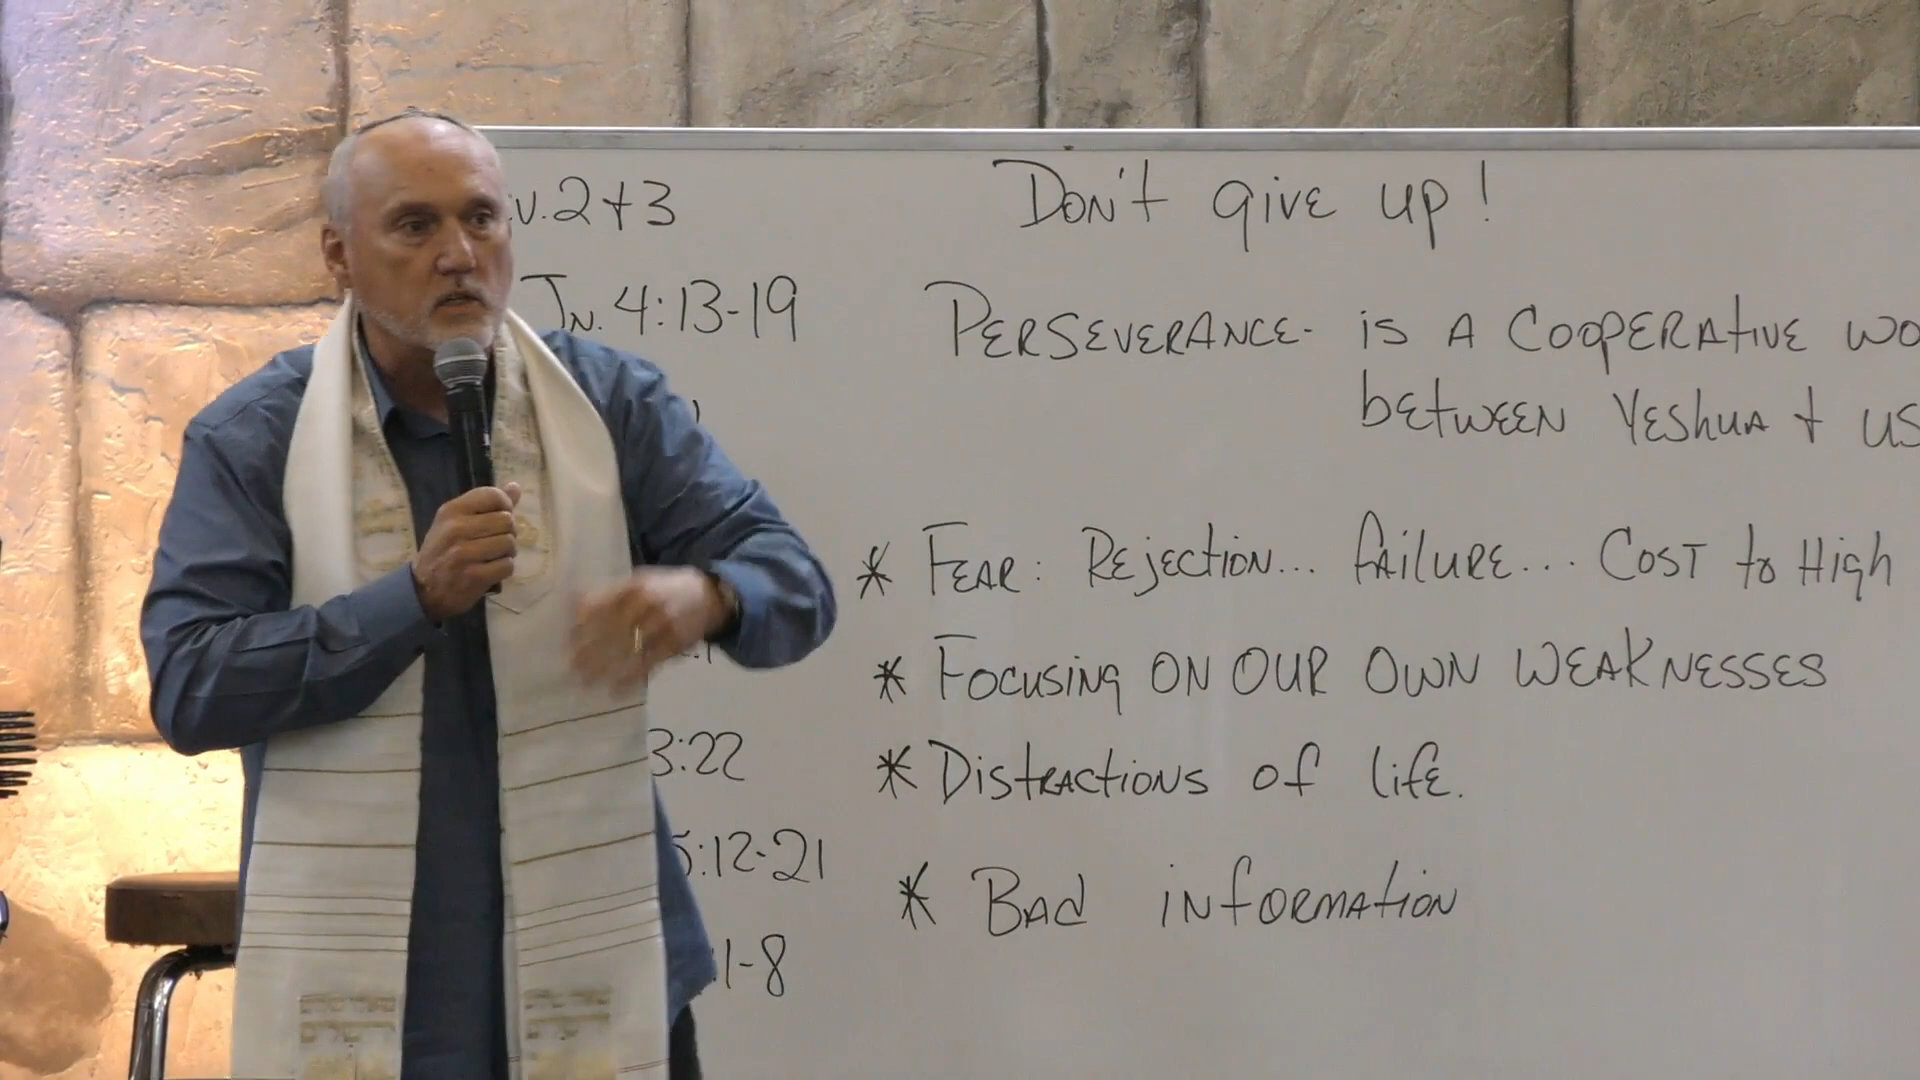 v. 2+3
Jn. 4:13-19
3:22
5:12-21
1-8
Don't give up!
PERSEVERANCE- is A COOPERATIVE WO
bETWEEN YESHUA + US
* FEAR: REJECTION... FAILURE... COST to High
* FOCUSING ON OUR OWN WEAKNESSES
* DISTRACTIONS of life.
* BAd iNFORMATION